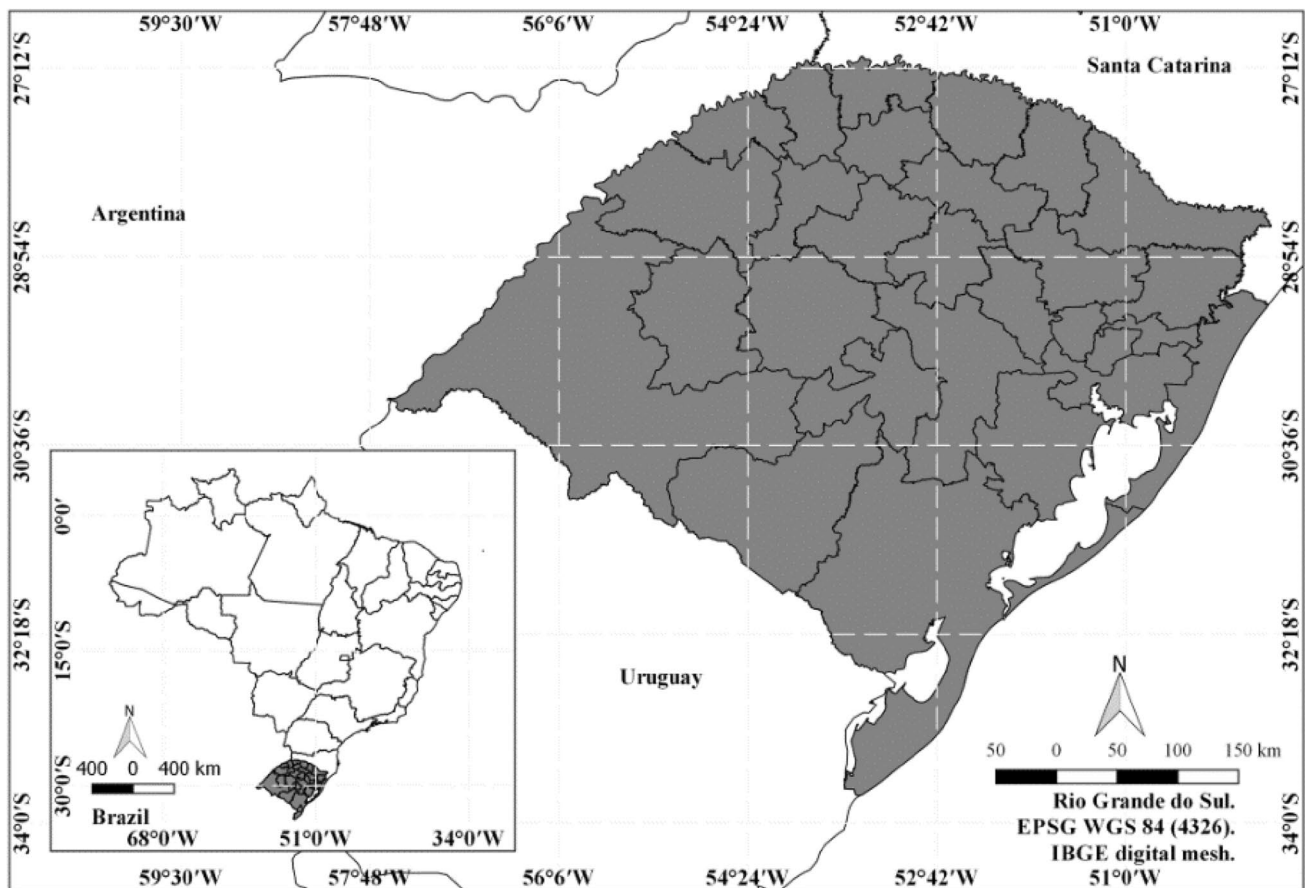 59°30'W 57°48'W 56°6'W 54°24'W 52°42'W 51°0'W
27°12'S
27°12'S
Santa Catarina
Argentina
28°54'S
28°54'S
30°36'S
30°36'S
0°0'
15°0'S
30°0'S
32°18'S
32°18'S
Uruguay
N
50 0 50 100 150 km
N
400 0 400 km
Brazil
68°0'W 51°0'W 34°0'W
Rio Grande do Sul.
EPSG WGS 84 (4326).
IBGE digital mesh.
34°0'S
34°0'S
59°30'W 57°48'W 56°6'W 54°24'W 52°42'W 51°0'W